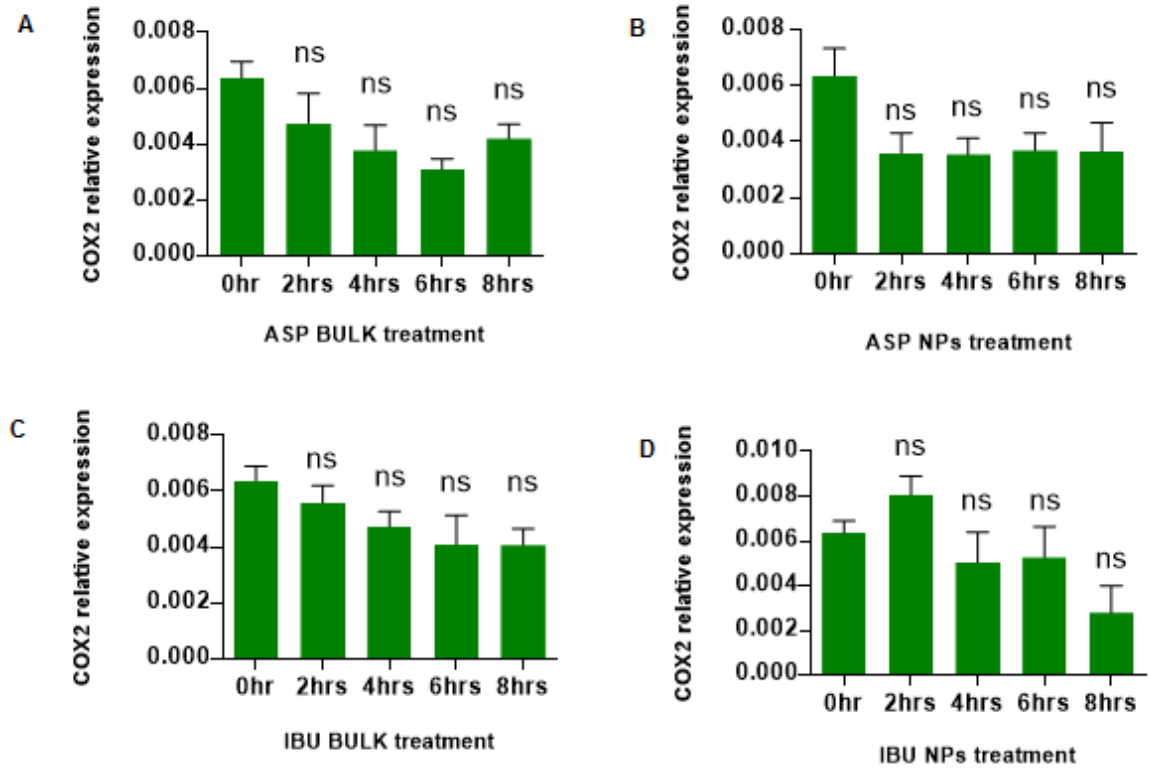 A
COX2 relative expression
0.008
0.006
0.004
0.002
0.000
ns
ns
ns
ns
0hr 2hrs 4hrs 6hrs 8hrs
ASP BULK treatment
B
COX2 relative expression
0.008
0.006
0.004
0.002
0.000
ns
ns
ns
ns
0hr 2hrs 4hrs 6hrs 8hrs
ASP NPs treatment
C
COX2 relative expression
0.008
0.006
0.004
0.002
0.000
ns
ns
ns
ns
0hr 2hrs 4hrs 6hrs 8hrs
IBU BULK treatment
D
COX2 relative expression
0.010
0.008
0.006
0.004
0.002
0.000
ns
ns
ns
ns
0hr 2hrs 4hrs 6hrs 8hrs
IBU NPs treatment